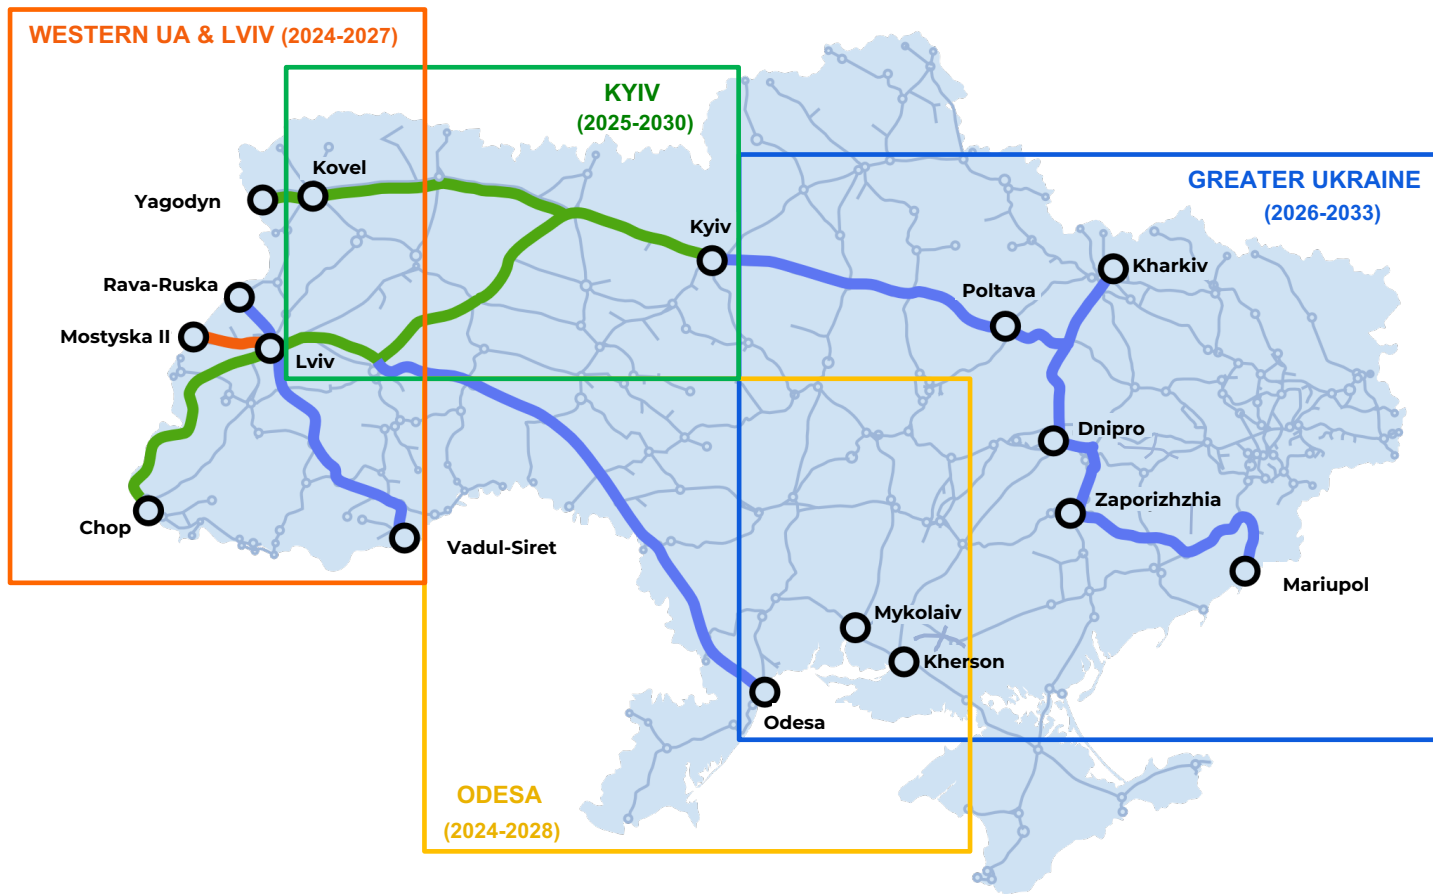 WESTERN UA & LVIV (2024-2027)
KYIV
(2025-2030)
GREATER UKRAINE
(2026-2033)
Kovel
Yagodyn
Kyiv
Kharkiv
Rava-Ruska
Poltava
Mostyska II
Lviv
Dnipro
Zaporizhzhia
Chop
Vadul-Siret
Mariupol
Mykolaiv
Kherson
Odesa
ODESA
(2024-2028)